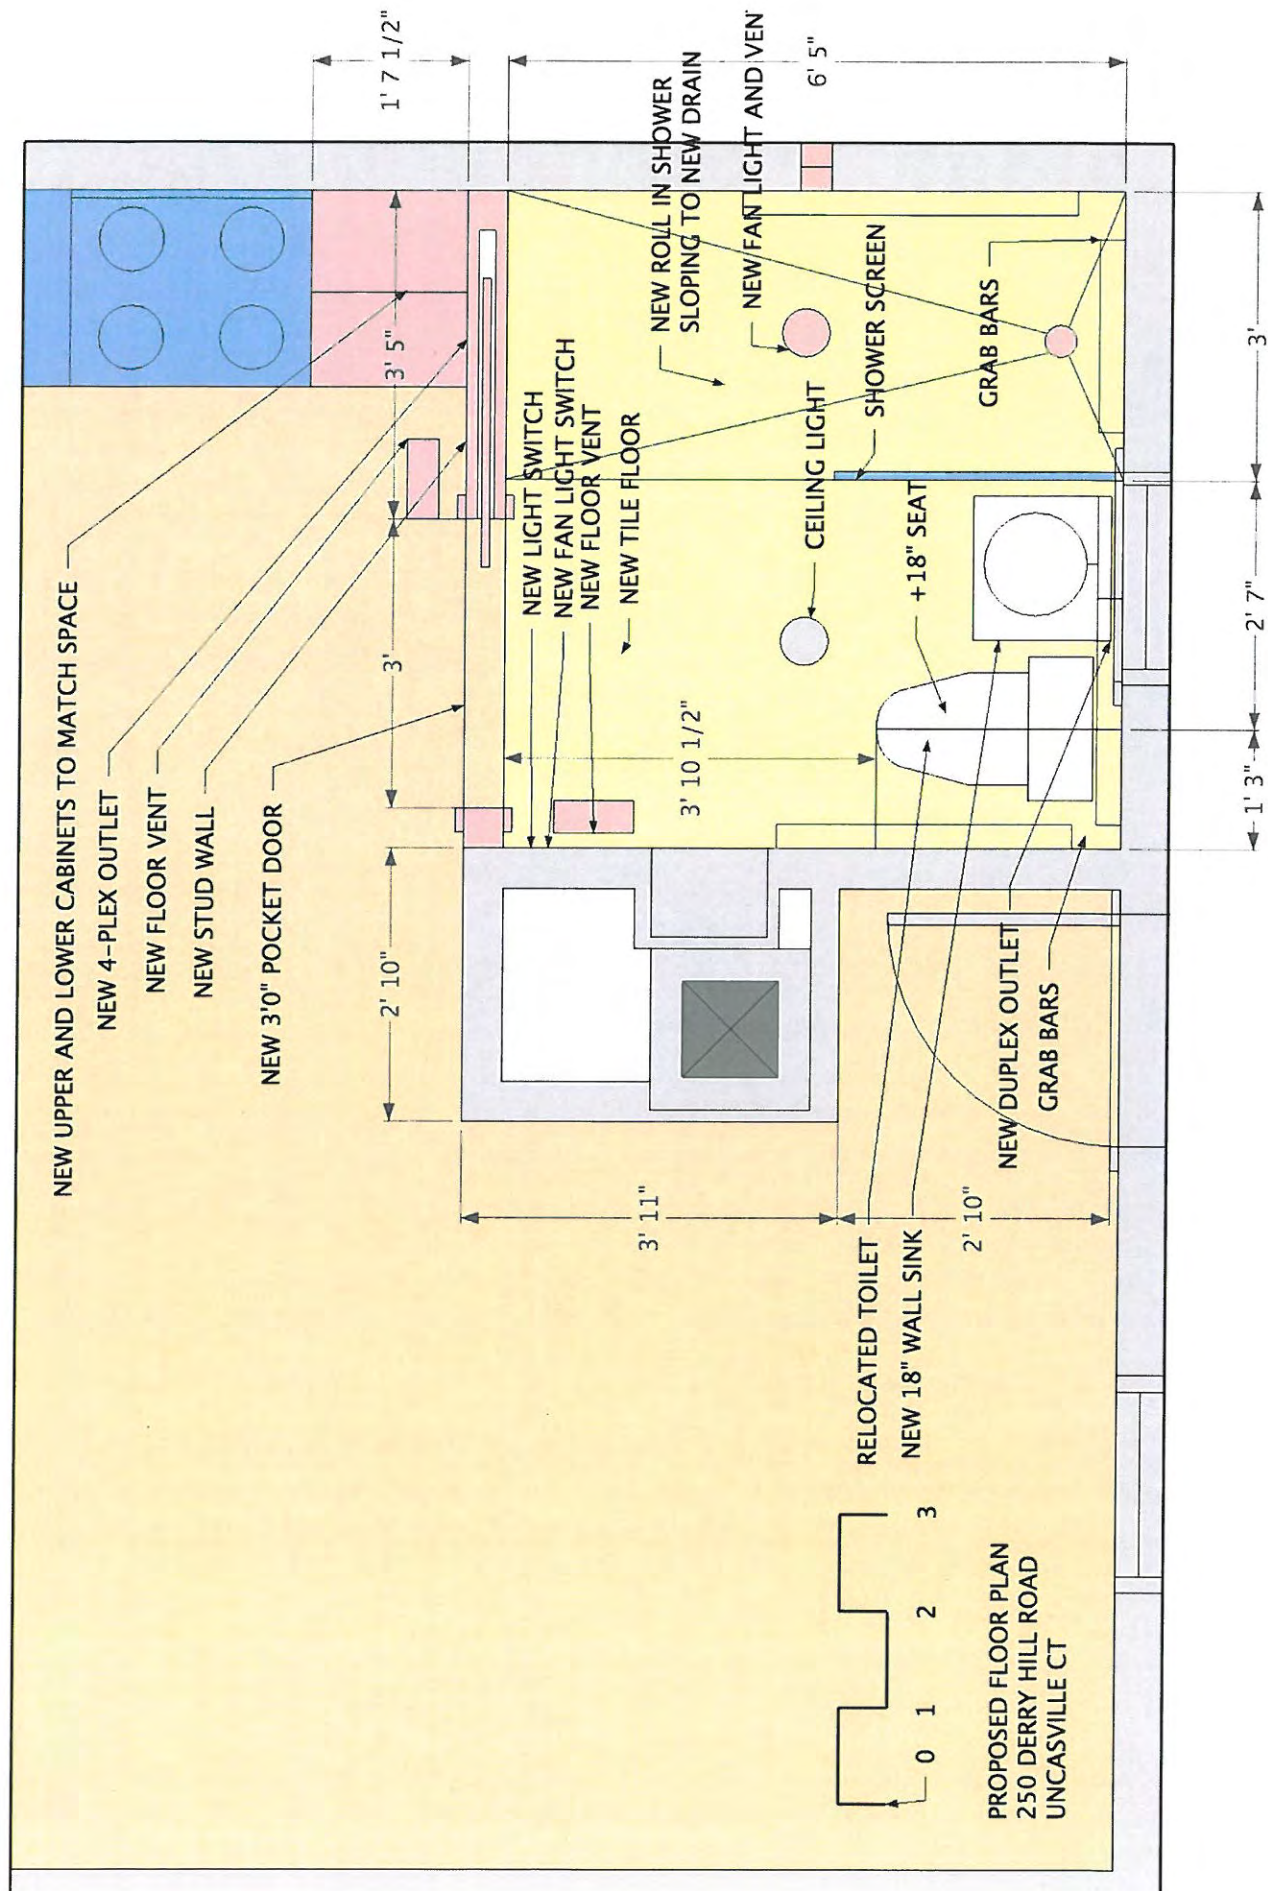 NEW UPPER AND LOWER CABINETS TO MATCH SPACE
NEW 4-PLEX OUTLET
NEW FLOOR VENT
NEW STUD WALL
NEW 3'0" POCKET DOOR
1' 7 1/2"
3' 5"
3'
2' 10"
6' 5"
NEW LIGHT SWITCH
NEW FAN LIGHT SWITCH
NEW FLOOR VENT
NEW TILE FLOOR
NEW ROLL IN SHOWER
SLOPING TO NEW DRAIN
NEW FAN LIGHT AND VEN
3' 10 1/2"
CEILING LIGHT
SHOWER SCREEN
+18" SEAT
GRAB BARS
3' 11"
2' 10"
RELOCATED TOILET
NEW 18" WALL SINK
NEW DUPLEX OUTLET
GRAB BARS
1' 3"
2' 7"
3'
0 1 2 3
PROPOSED FLOOR PLAN
250 DERRY HILL ROAD
UNCASVILLE CT